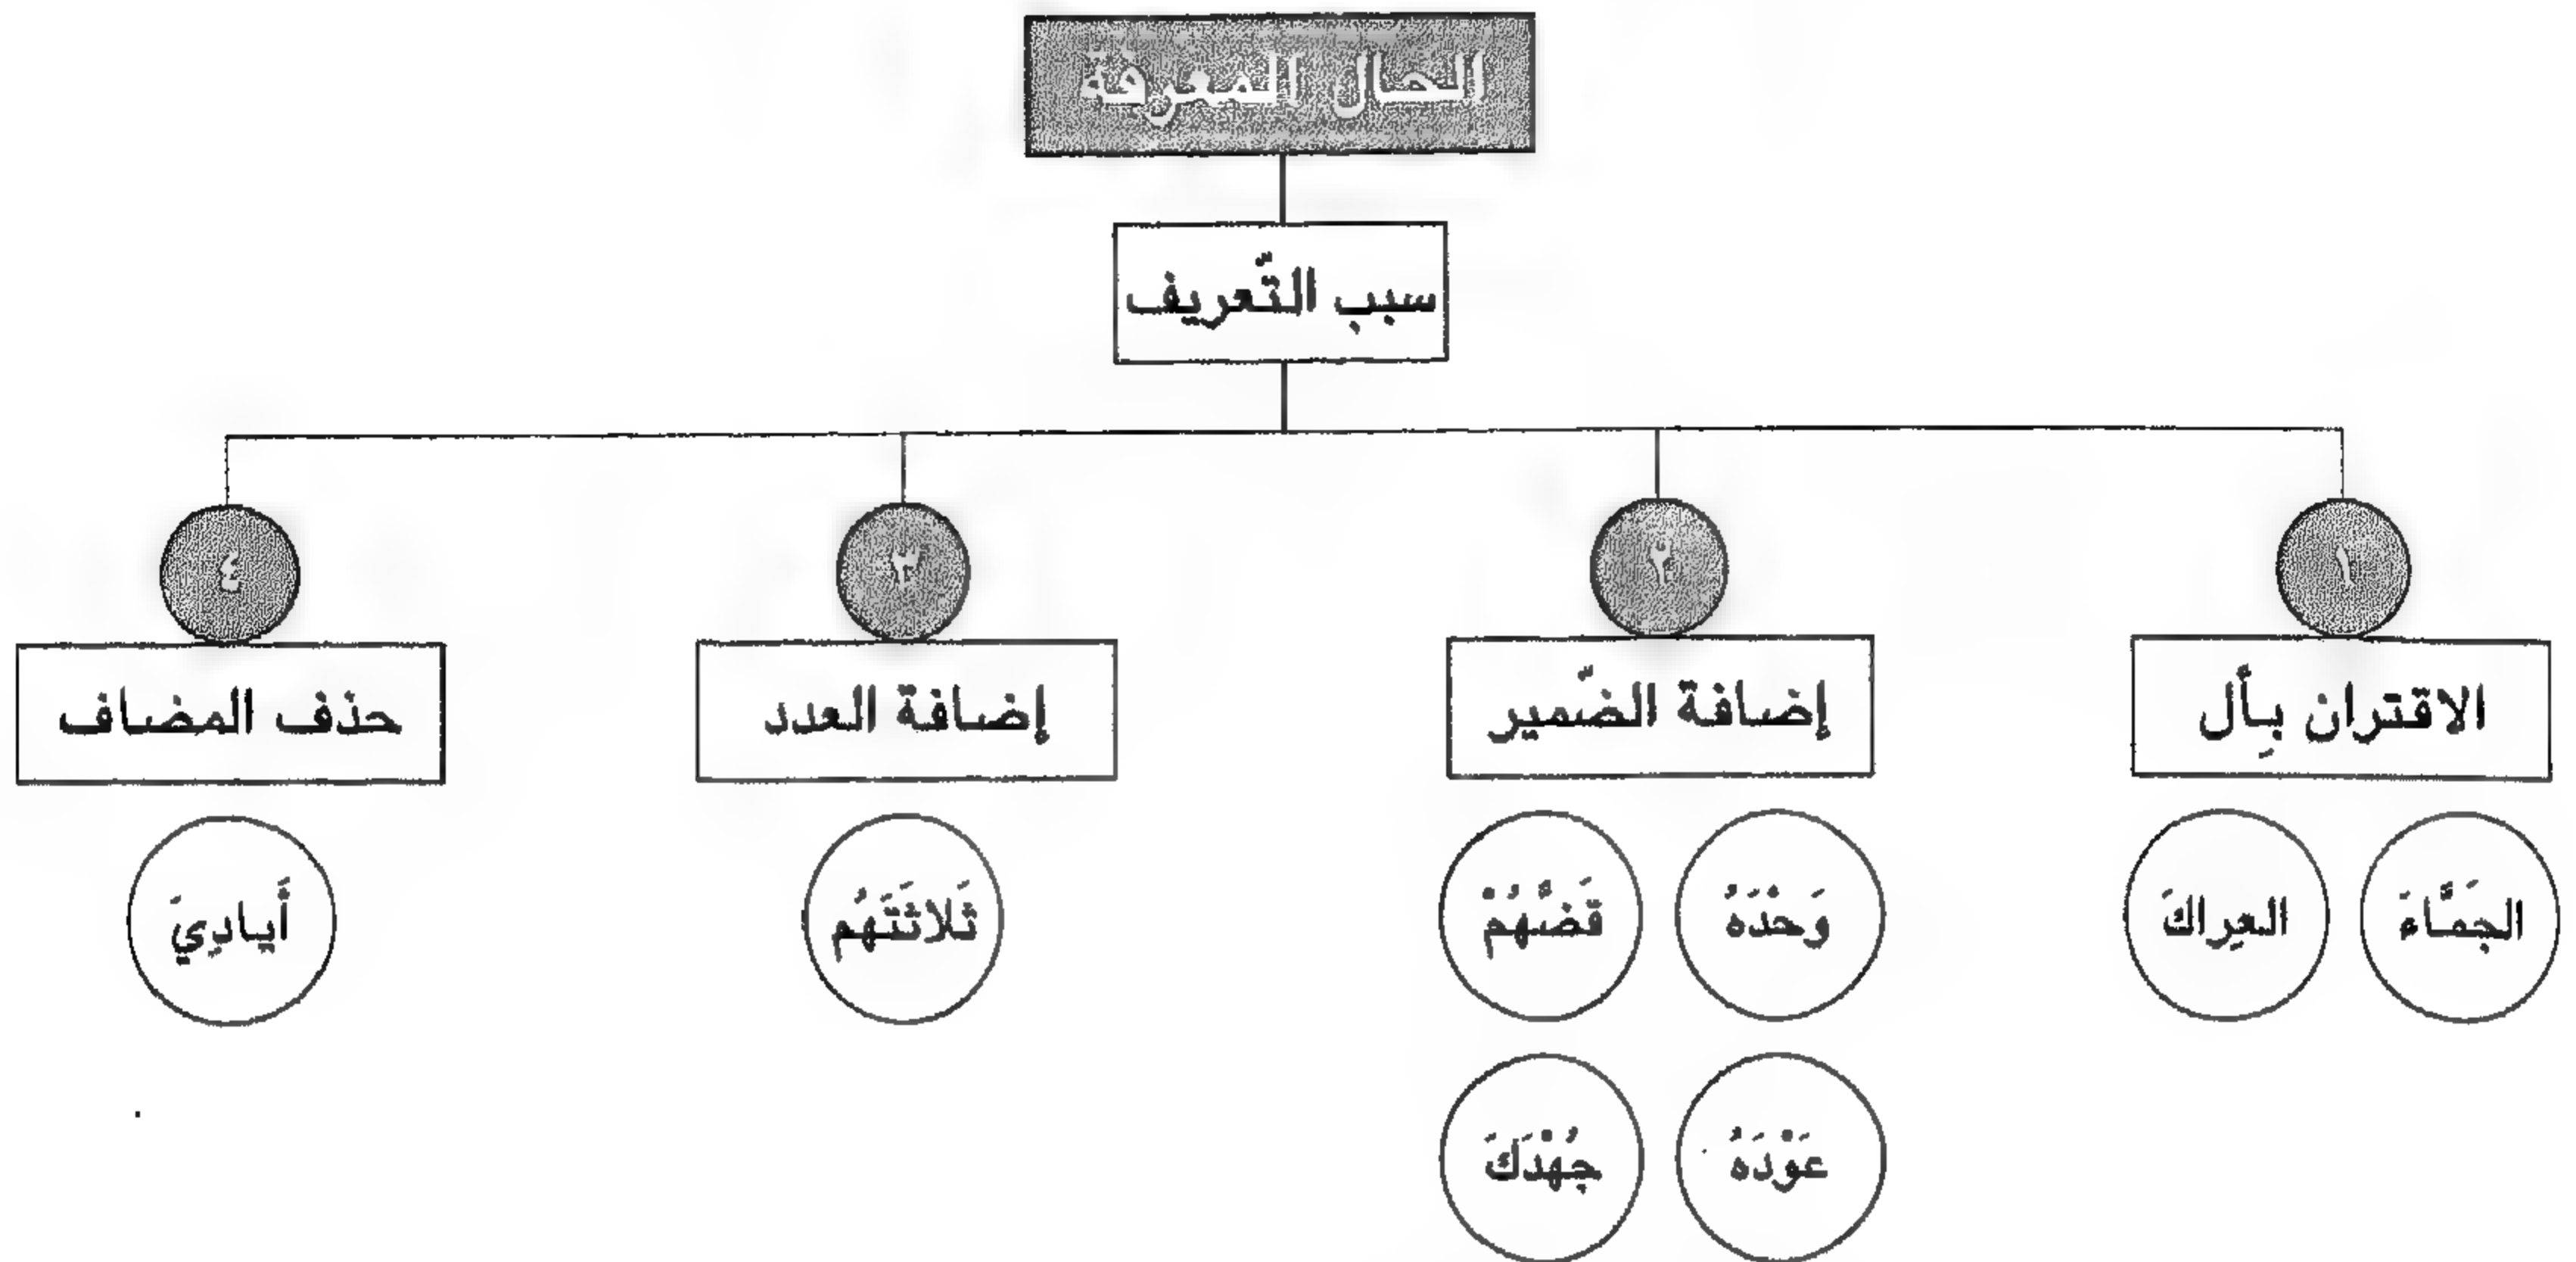 الحال المعرفة
سبب التّعريف
١
٢
٣
٤
الاقتران بِأل
إضافة الضّمير
إضافة العدد
حذف المضاف
الجَمَّاءَ
العِراكَ
وَحْدَهُ
قَضَّهُمْ
ثَلاثَتَهُم
أَيادِيَ
عَوْدَهُ
جُهْدَكَ